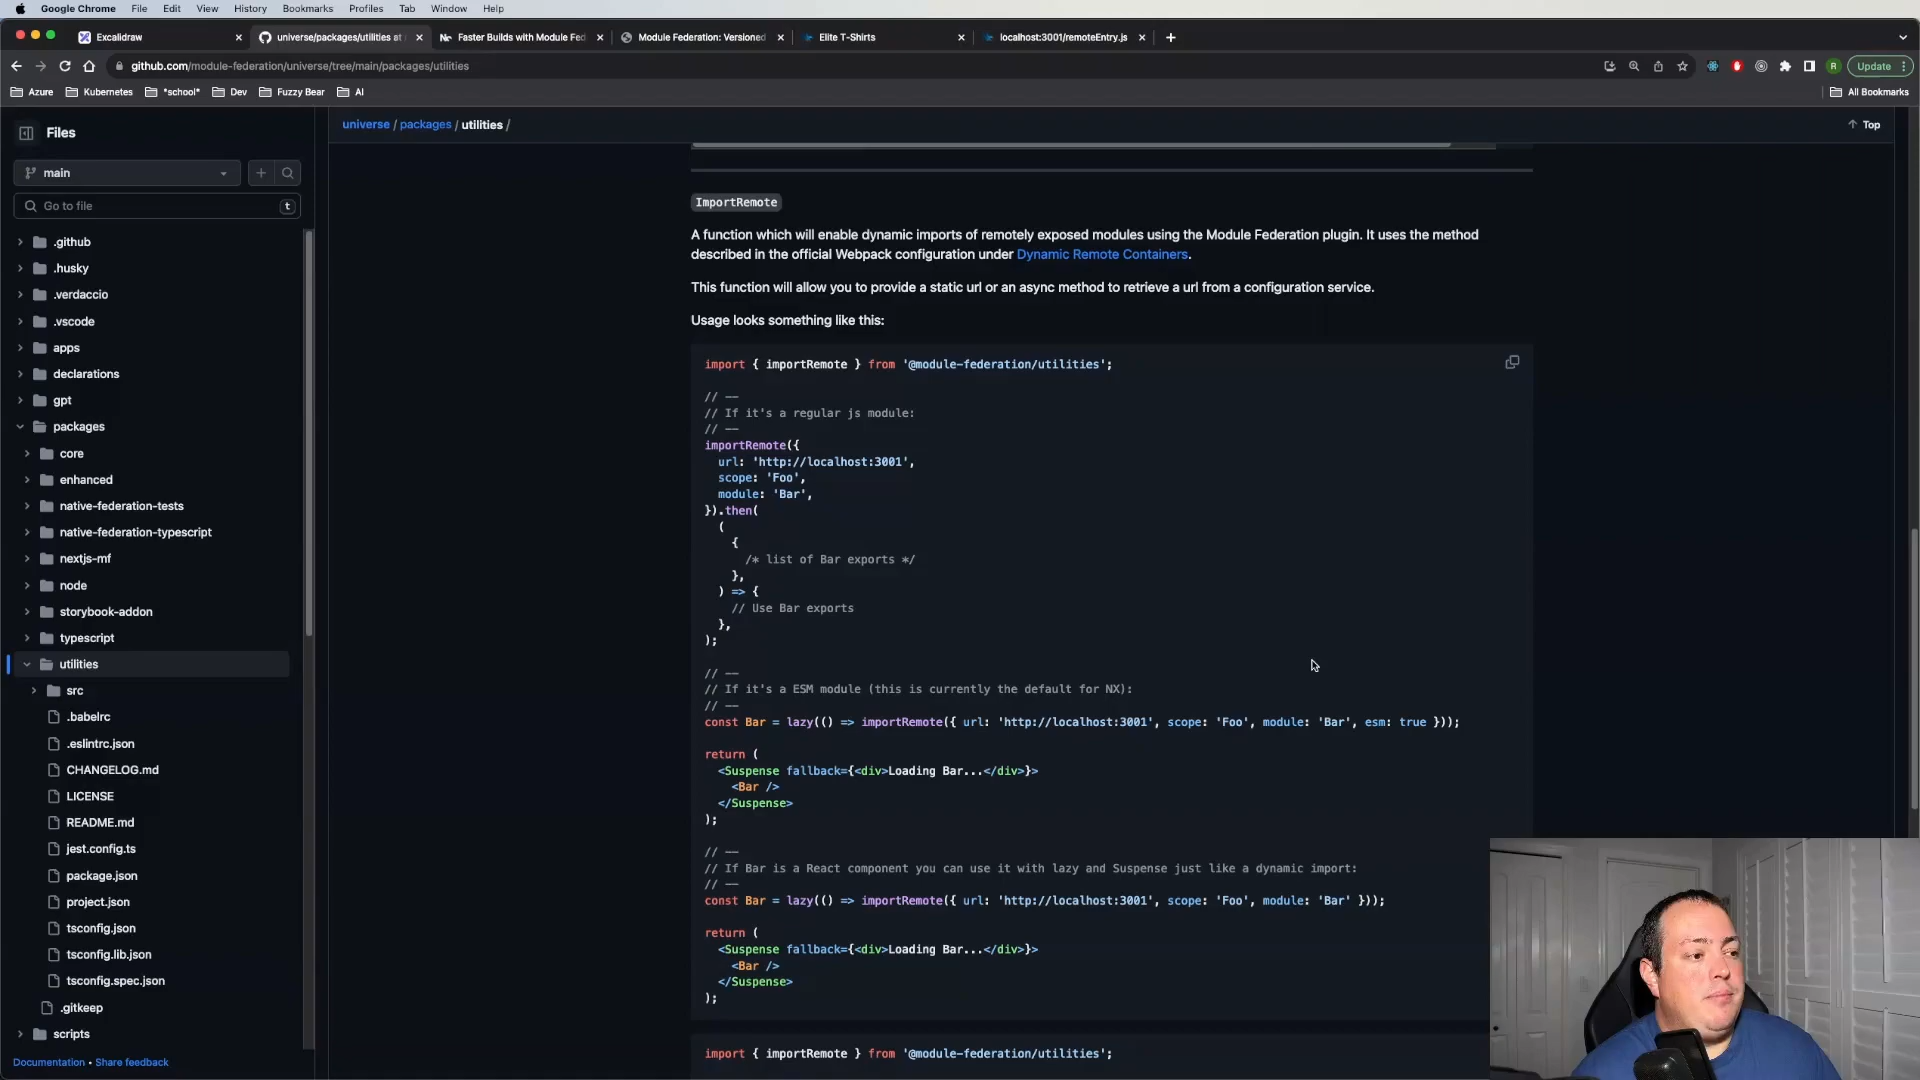 Google Chrome File Edit View History Bookmarks Profiles Tab Window Help
Excalidraw
universe/packages/utilities at
Faster Builds with Module Fed
Module Federation: Versioned
Elite T-Shirts
localhost:3001/remoteEntry.js
github.com/module-federation/universe/tree/main/packages/utilities
R
Update
Azure
Kubernetes
*school*
Dev
Fuzzy Bear
AI
All Bookmarks
Files
main
Go to file
t
.github
.husky
.verdaccio
.vscode
apps
declarations
gpt
packages
core
enhanced
native-federation-tests
native-federation-typescript
nextjs-mf
node
storybook-addon
typescript
utilities
src
.babelrc
.eslintrc.json
CHANGELOG.md
LICENSE
README.md
jest.config.ts
package.json
project.json
tsconfig.json
tsconfig.lib.json
tsconfig.spec.json
.gitkeep
scripts
Documentation • Share feedback
universe / packages / utilities /
Top
ImportRemote
A function which will enable dynamic imports of remotely exposed modules using the Module Federation plugin. It uses the method
described in the official Webpack configuration under Dynamic Remote Containers.
This function will allow you to provide a static url or an async method to retrieve a url from a configuration service.
Usage looks something like this:
import { importRemote } from '@module-federation/utilities';
// --
// If it's a regular js module:
// --
importRemote({
url: 'http://localhost:3001',
scope: 'Foo',
module: 'Bar',
}).then(
(
{
/* list of Bar exports */
},
) => {
// Use Bar exports
},
);
// --
// If it's a ESM module (this is currently the default for NX):
// --
const Bar = lazy(() => importRemote({ url: 'http://localhost:3001', scope: 'Foo', module: 'Bar', esm: true }));
return (
<Suspense fallback={<div>Loading Bar...</div>}>
<Bar />
</Suspense>
);
// --
// If Bar is a React component you can use it with lazy and Suspense just like a dynamic import:
// --
const Bar = lazy(() => importRemote({ url: 'http://localhost:3001', scope: 'Foo', module: 'Bar' }));
return (
<Suspense fallback={<div>Loading Bar...</div>}>
<Bar />
</Suspense>
);
import { importRemote } from '@module-federation/utilities';